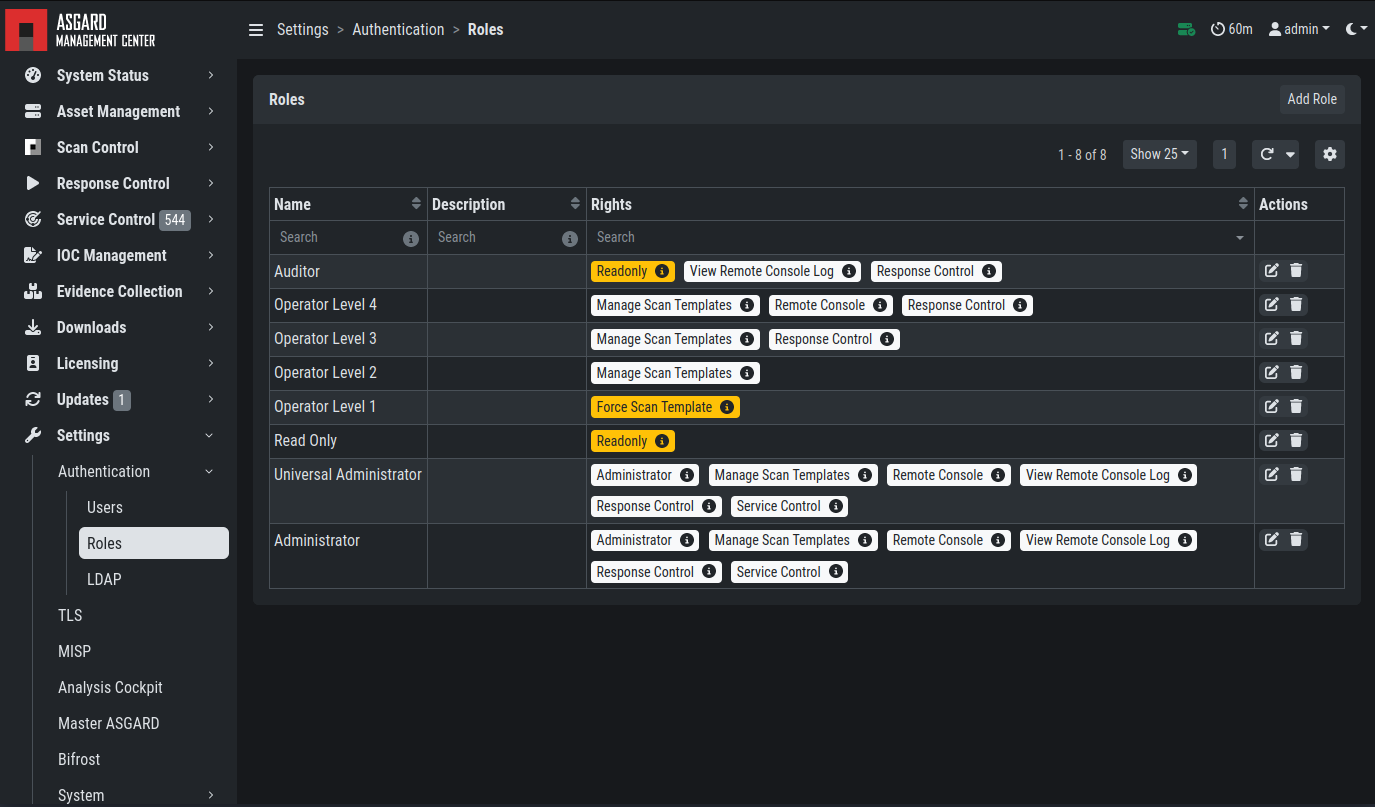 ASGARD
MANAGEMENT CENTER
Settings > Authentication > Roles
60m
admin
System Status
Asset Management
Scan Control
Response Control
Service Control 544
IOC Management
Evidence Collection
Downloads
Licensing
Updates 1
Settings
Authentication
Users
Roles
LDAP
TLS
MISP
Analysis Cockpit
Master ASGARD
Bifrost
System
Roles
Add Role
1 - 8 of 8 Show 25 1
Name Description Rights Actions
Search Search Search
Auditor Readonly View Remote Console Log Response Control
Operator Level 4 Manage Scan Templates Remote Console Response Control
Operator Level 3 Manage Scan Templates Response Control
Operator Level 2 Manage Scan Templates
Operator Level 1 Force Scan Template
Read Only Readonly
Universal Administrator Administrator Manage Scan Templates Remote Console View Remote Console Log
Response Control Service Control
Administrator Administrator Manage Scan Templates Remote Console View Remote Console Log
Response Control Service Control